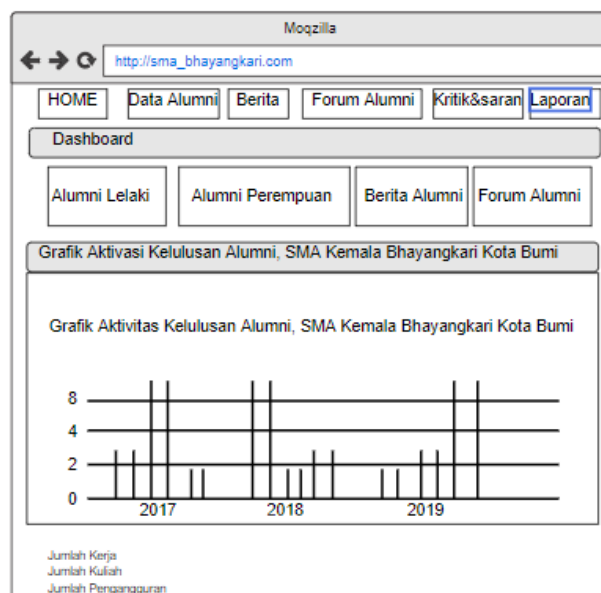 Moqzilla
http://sma_bhayangkari.com
HOME Data Alumni Berita Forum Alumni Kritik&saran Laporan
Dashboard
Alumni Lelaki Alumni Perempuan Berita Alumni Forum Alumni
Grafik Aktivasi Kelulusan Alumni, SMA Kemala Bhayangkari Kota Bumi
Grafik Aktivitas Kelulusan Alumni, SMA Kemala Bhayangkari Kota Bumi
8
4
2
0
2017 2018 2019
Jumlah Kerja
Jumlah Kuliah
Jumlah Pengangguran